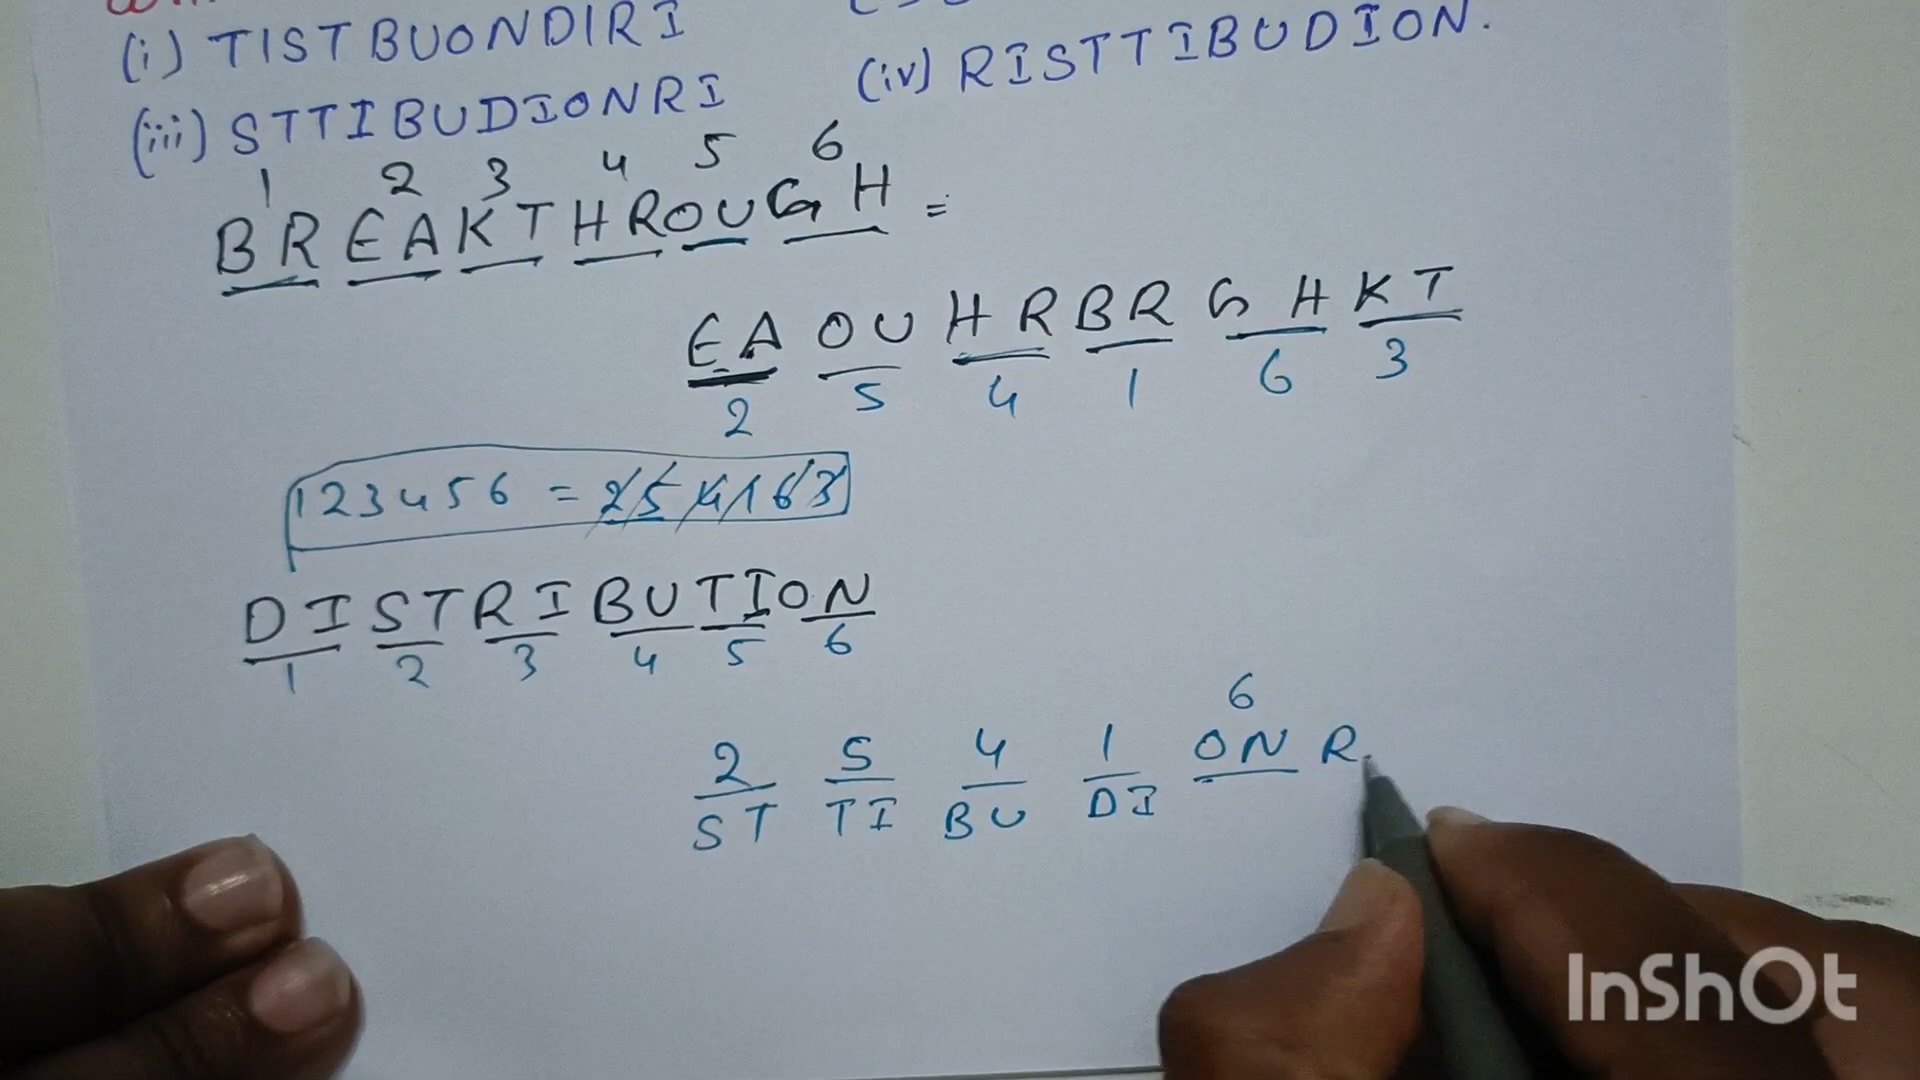 (i) TISTBUONDIRI
(iii) STTIBUDIONRI
(iv) RISTTIBUDION.
1 2 3 4 5 6
BREAKTHROUGH =
EA OU HR BR GH KT
2 5 4 1 6 3
123456 = 254163
DISTRIBUTION
1 2 3 4 5 6
2 5 4 1 6
ST TI BU DI ON R
InShOt